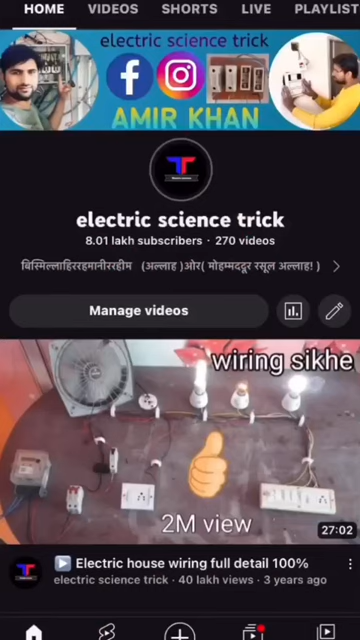 HOME VIDEOS SHORTS LIVE PLAYLIST
electric science trick
AMIR KHAN
electric science trick
8.01 lakh subscribers · 270 videos
बिस्मिल्लाहिररहमानीररहीम (अल्लाह )ओर( मोहम्मददूर रसूल अल्लाह! )
Manage videos
wiring sikhe
2M view
27:02
▶ Electric house wiring full detail 100%
electric science trick · 40 lakh views · 3 years ago